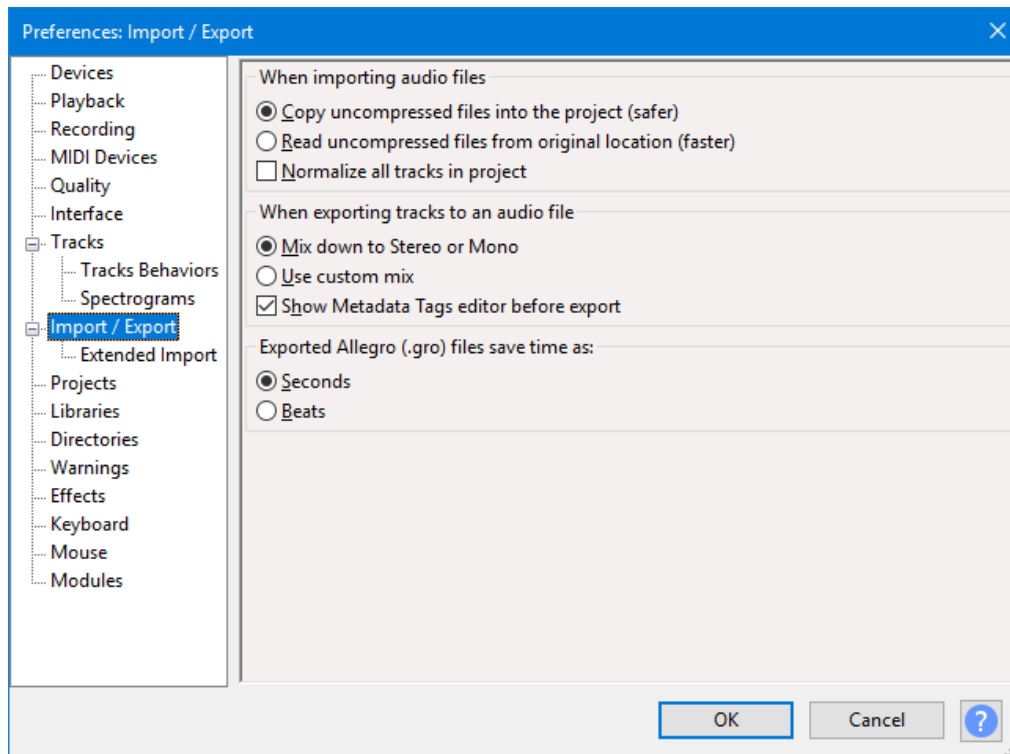 Preferences: Import / Export
Devices
Playback
Recording
MIDI Devices
Quality
Interface
Tracks
Tracks Behaviors
Spectrograms
Import / Export
Extended Import
Projects
Libraries
Directories
Warnings
Effects
Keyboard
Mouse
Modules
When importing audio files
Copy uncompressed files into the project (safer)
Read uncompressed files from original location (faster)
Normalize all tracks in project
When exporting tracks to an audio file
Mix down to Stereo or Mono
Use custom mix
Show Metadata Tags editor before export
Exported Allegro (.gro) files save time as:
Seconds
Beats
OK
Cancel
?